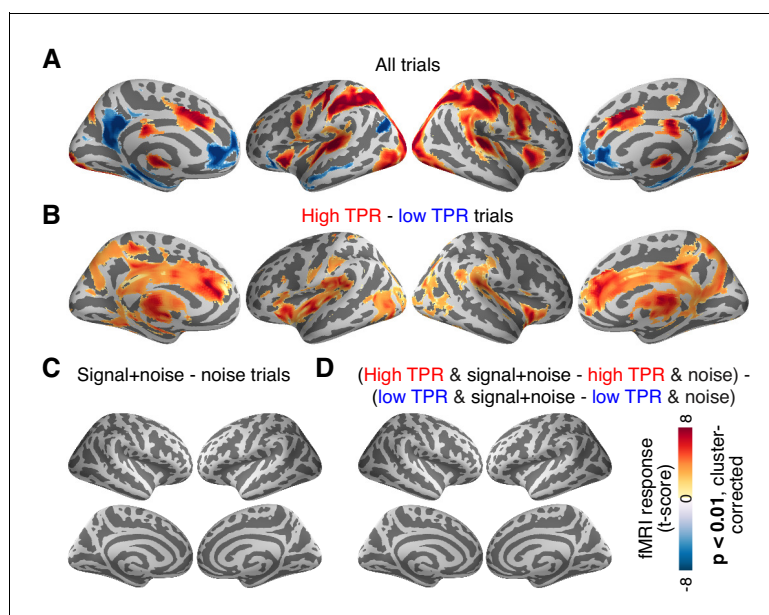 A
All trials
B
High TPR - low TPR trials
C
Signal+noise - noise trials
D
(High TPR & signal+noise - high TPR & noise) -
(low TPR & signal+noise - low TPR & noise)
8
0
-8
fMRI response
(t-score)
p < 0.01, cluster-
corrected